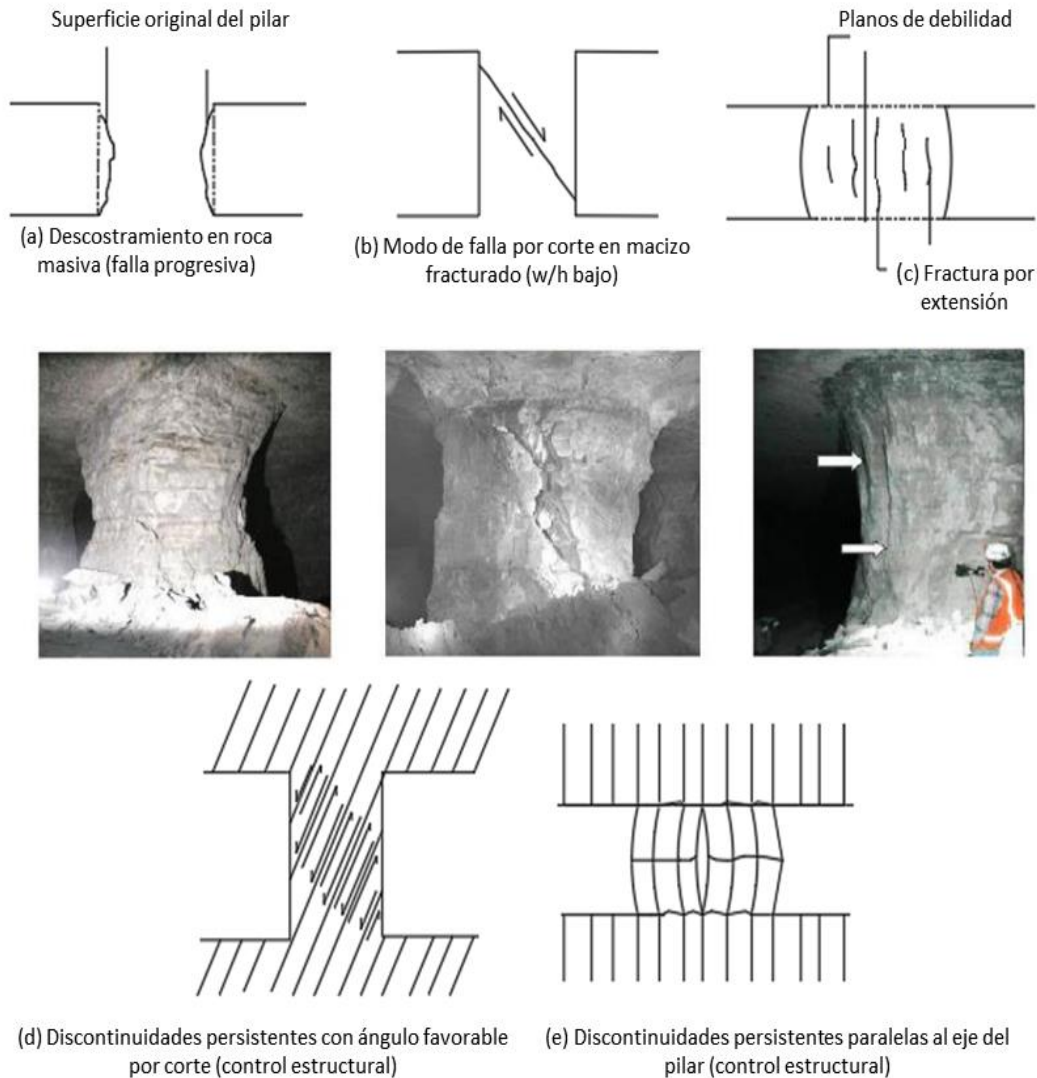 Superficie original del pilar
Planos de debilidad
(a) Descostramiento en roca
masiva (falla progresiva)
(b) Modo de falla por corte en macizo
fracturado (w/h bajo)
(c) Fractura por
extensión
(d) Discontinuidades persistentes con ángulo favorable
por corte (control estructural)
(e) Discontinuidades persistentes paralelas al eje del
pilar (control estructural)